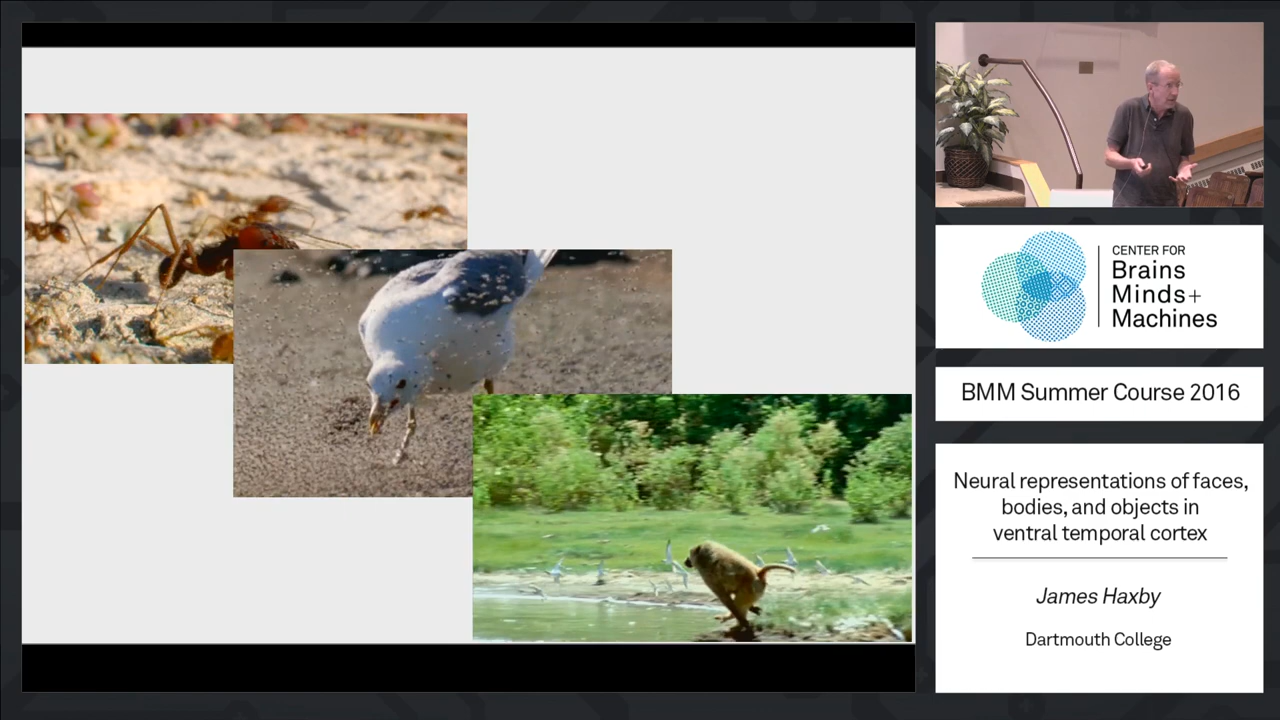 CENTER FOR
Brains
Minds+
Machines
BMM Summer Course 2016
Neural representations of faces,
bodies, and objects in
ventral temporal cortex
James Haxby
Dartmouth College